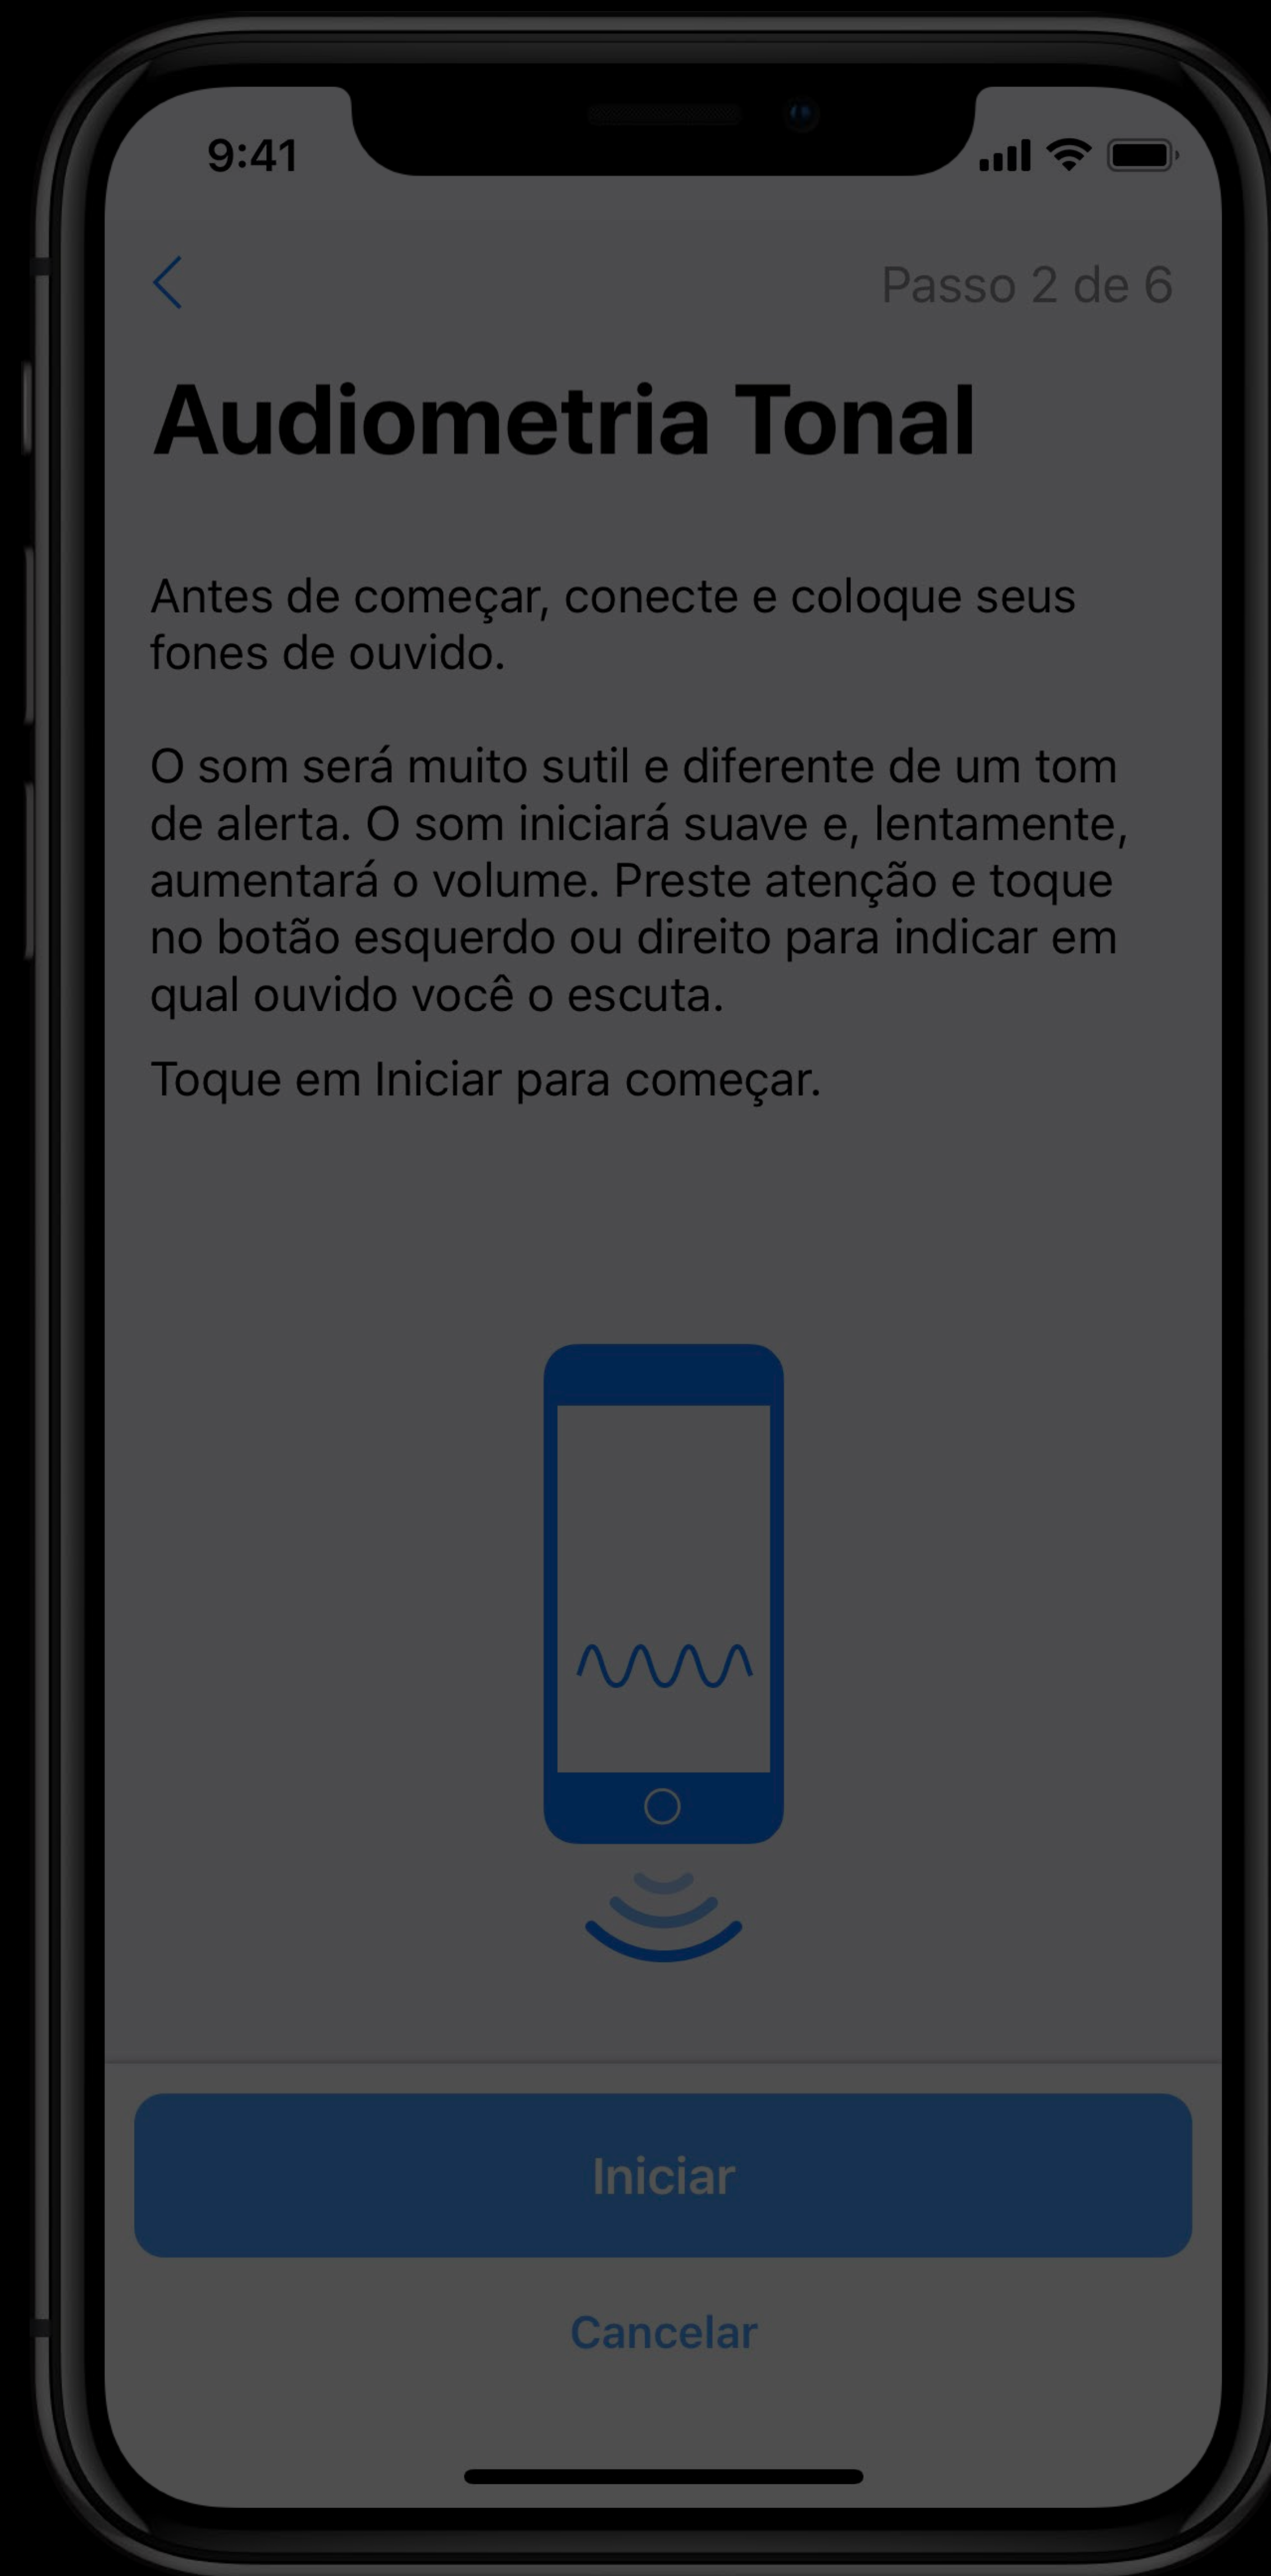 9:41
Passo 2 de 6
Audiometria Tonal
Antes de começar, conecte e coloque seus
fones de ouvido.
O som será muito sutil e diferente de um tom
de alerta. O som iniciará suave e, lentamente,
aumentará o volume. Preste atenção e toque
no botão esquerdo ou direito para indicar em
qual ouvido você o escuta.
Toque em Iniciar para começar.
Iniciar
Cancelar